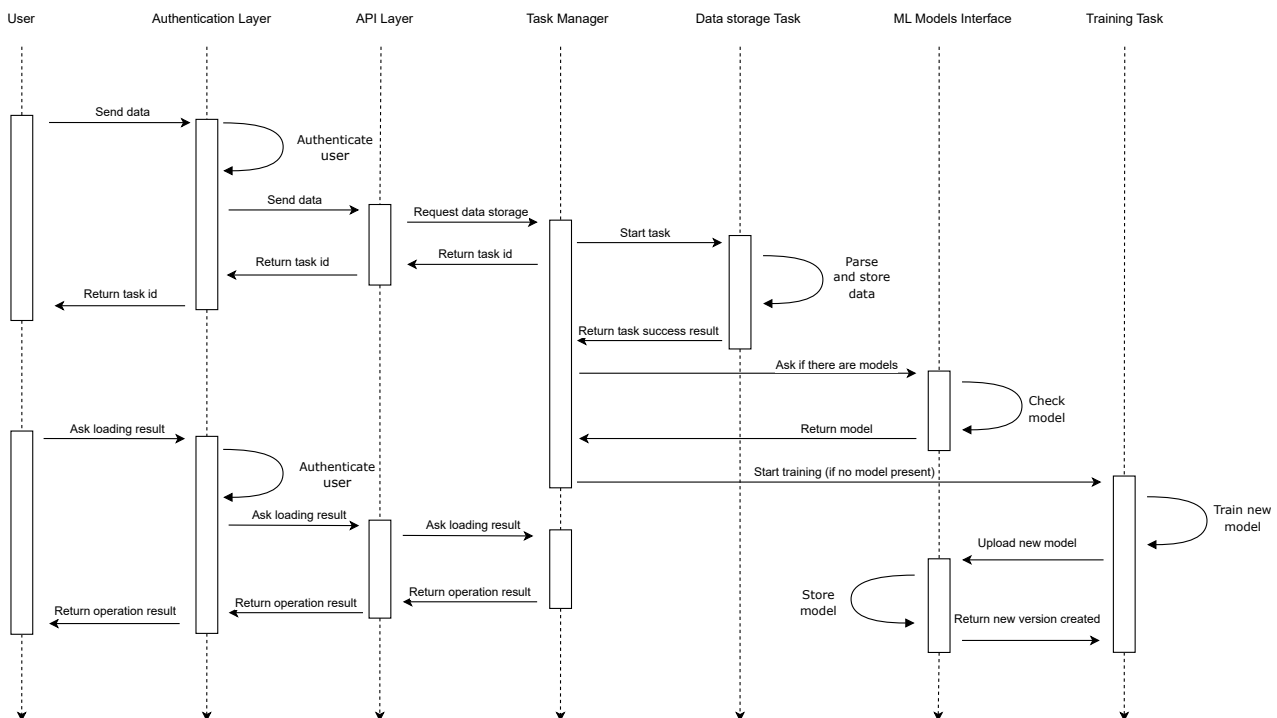 User
Authentication Layer
API Layer
Task Manager
Data storage Task
ML Models Interface
Training Task
Send data
Authenticate
user
Send data
Request data storage
Start task
Return task id
Parse
and store
data
Return task id
Return task id
Return task success result
Ask if there are models
Check
model
Ask loading result
Return model
Authenticate
user
Start training (if no model present)
Ask loading result
Ask loading result
Train new
model
Upload new model
Store
model
Return operation result
Return operation result
Return operation result
Return new version created